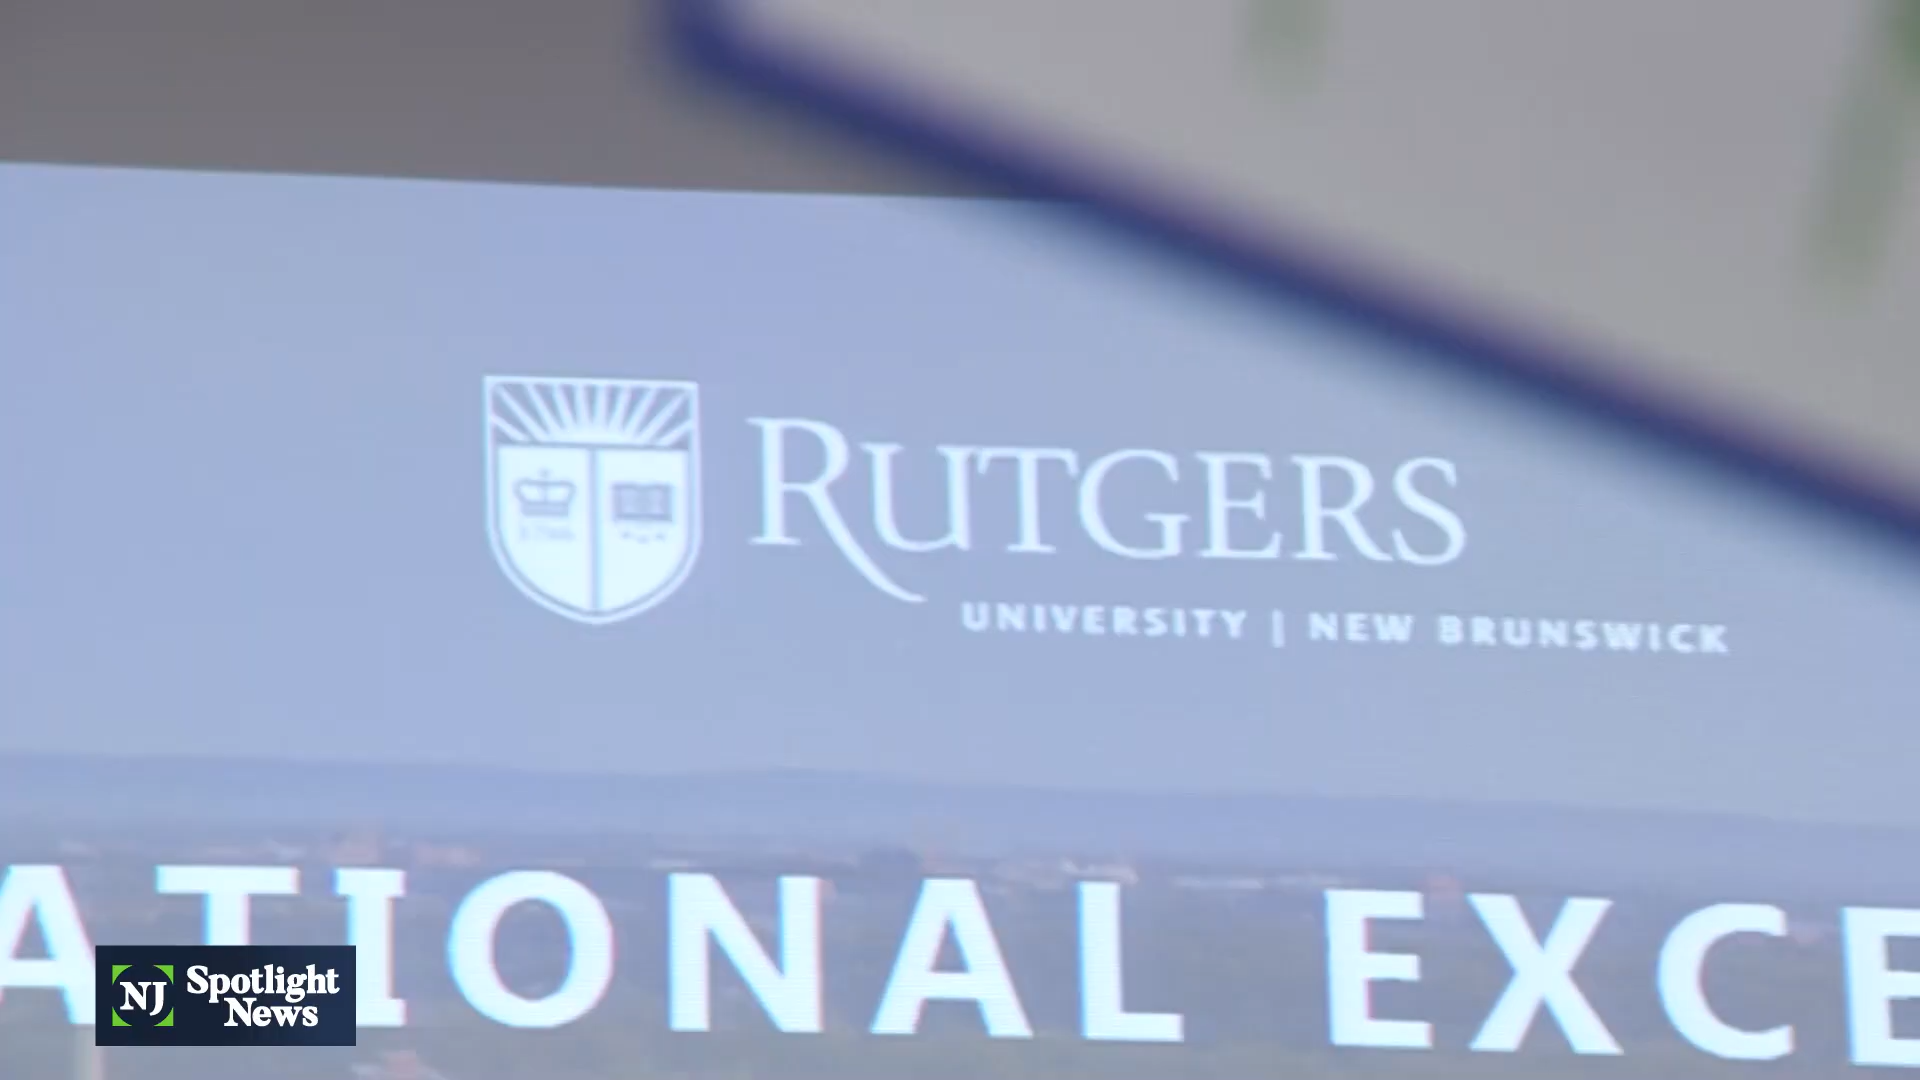 RUTGERS
UNIVERSITY | NEW BRUNSWICK
ATIONAL EXCE
NJ Spotlight
News